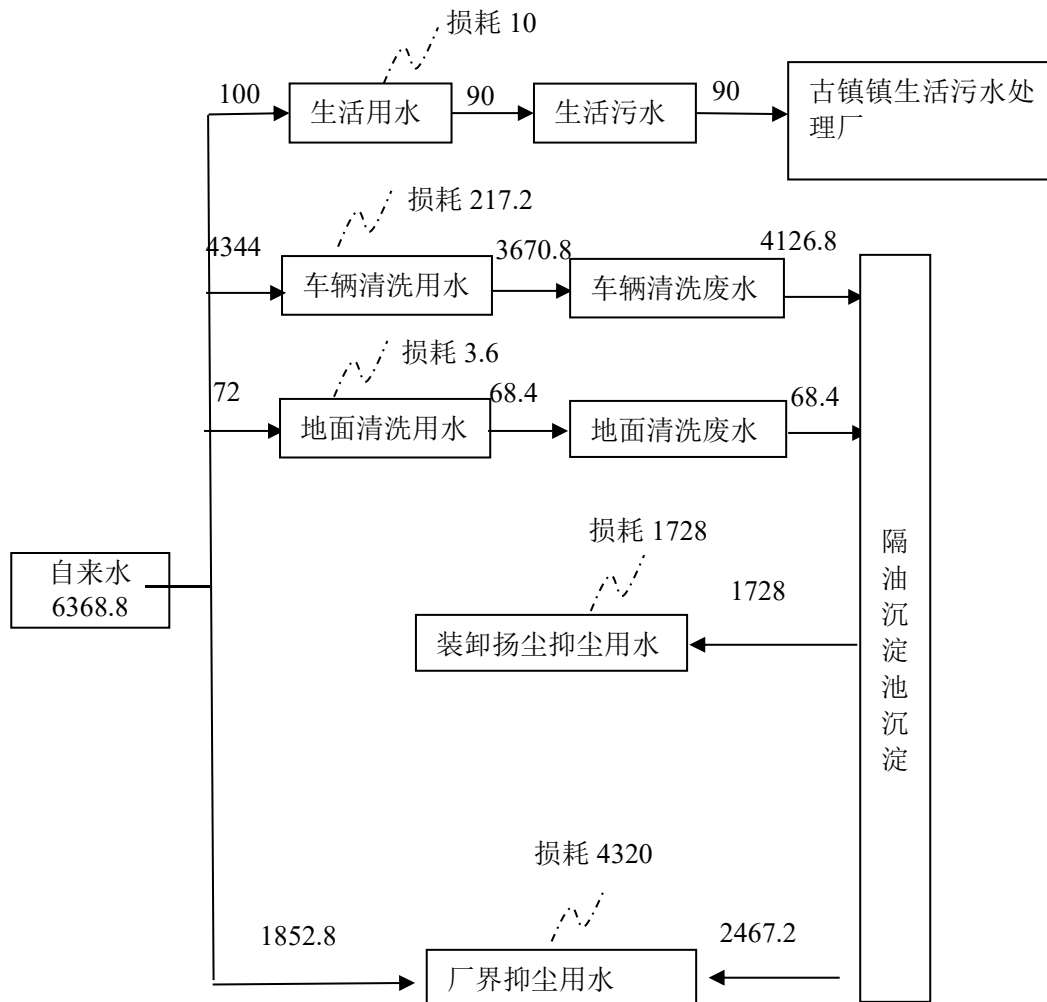 损耗 10
100
生活用水
90
生活污水
90
古镇镇生活污水处
理厂
损耗 217.2
4344
车辆清洗用水
3670.8
车辆清洗废水
4126.8
损耗 3.6
72
地面清洗用水
68.4
地面清洗废水
68.4
自来水
6368.8
损耗 1728
装卸扬尘抑尘用水
1728
隔油沉淀池沉淀
损耗 4320
1852.8
厂界抑尘用水
2467.2